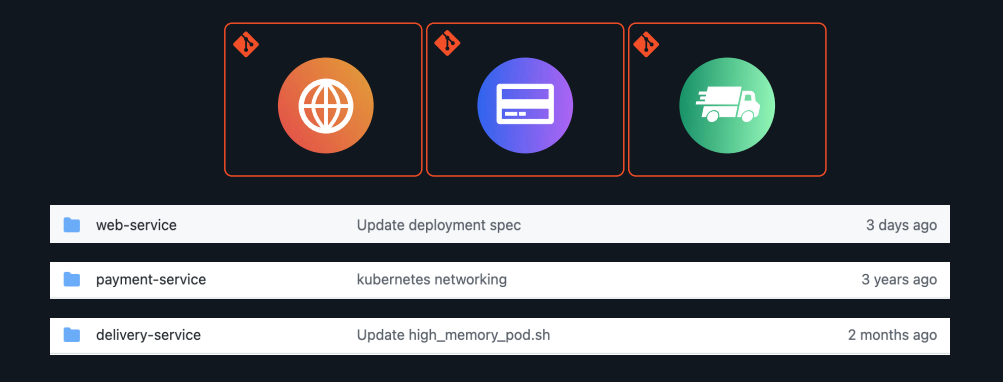 web-service Update deployment spec 3 days ago
payment-service kubernetes networking 3 years ago
delivery-service Update high_memory_pod.sh 2 months ago